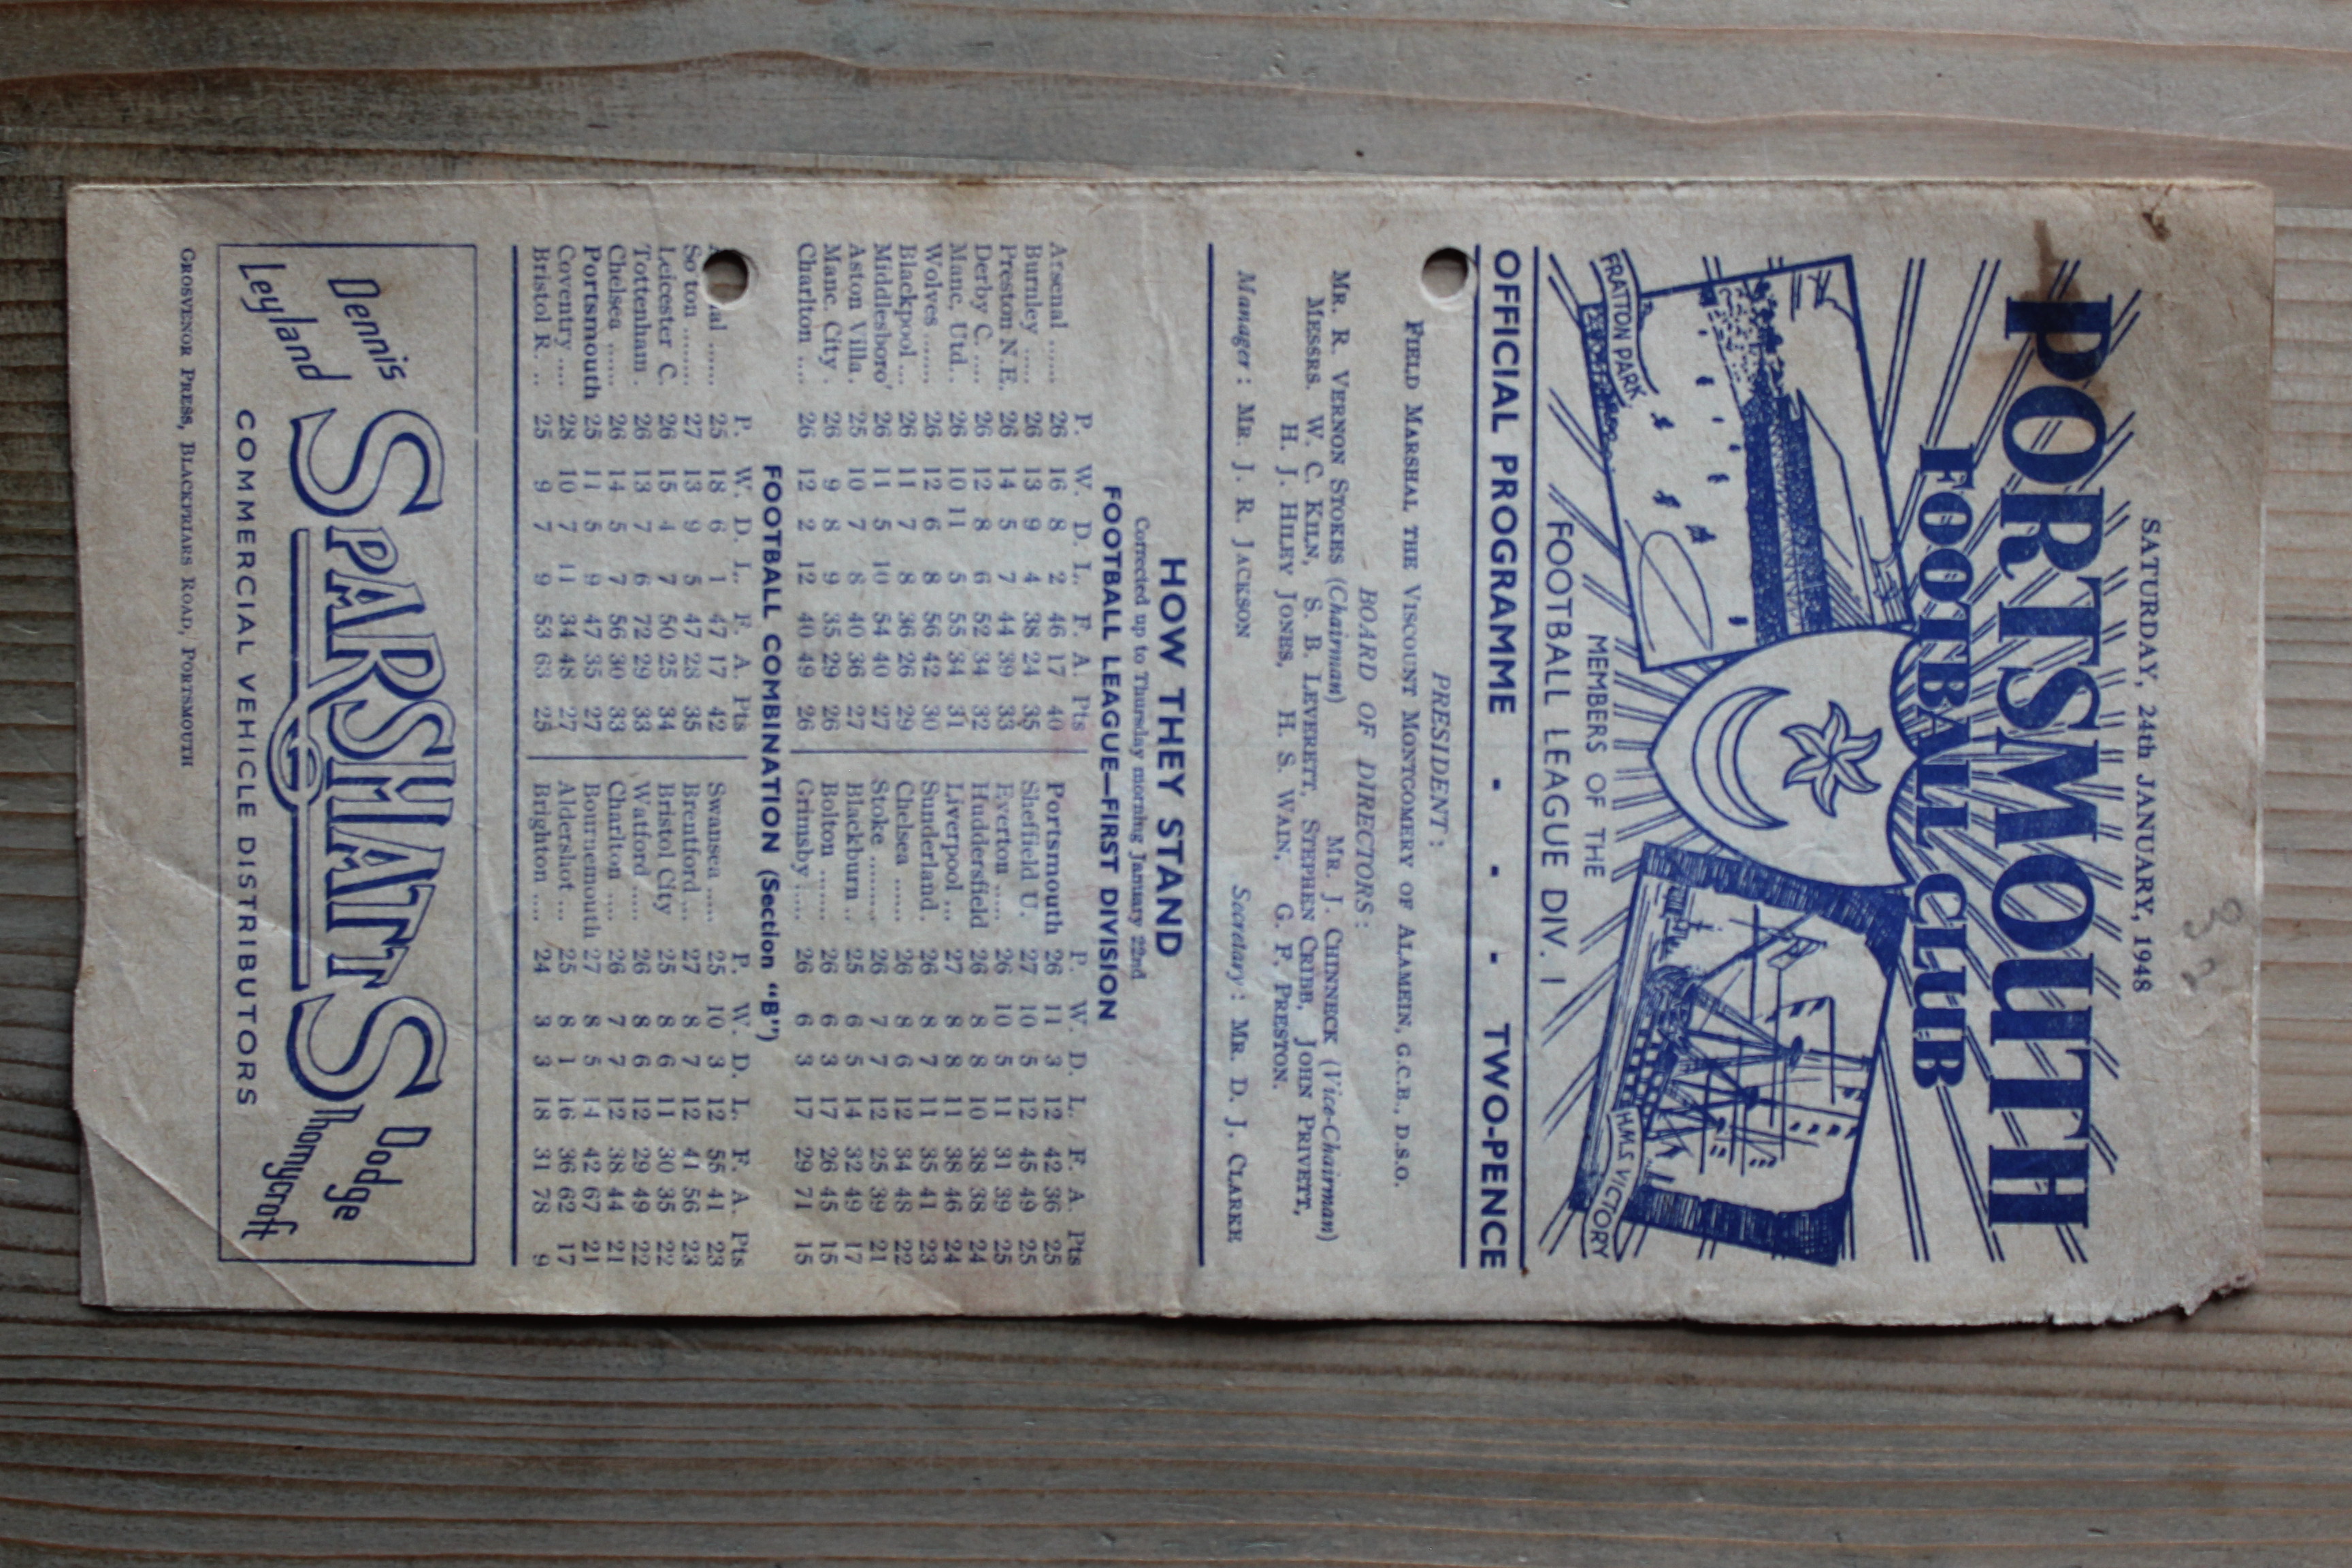 32
SATURDAY, 24th JANUARY, 1948
PORTSMOUTH
FOOTBALL CLUB
FRATTON PARK
H.M.S. VICTORY
MEMBERS OF THE
FOOTBALL LEAGUE DIV. 1
OFFICIAL PROGRAMME - - - TWO-PENCE
PRESIDENT:
FIELD MARSHAL THE VISCOUNT MONTGOMERY OF ALAMEIN, G.C.B., D.S.O.
BOARD OF DIRECTORS:
MR. R. VERNON STOKES (Chairman) MR. J. CHINNECK (Vice-Chairman)
MESSRS. W. C. KILN, S. B. LEVERETT, STEPHEN CRIBB, JOHN PRIVETT,
H. J. HILEY JONES, H. S. WAIN, G. P. PRESTON.
Manager: MR. J. R. JACKSON Secretary: MR. D. J. CLARKE
HOW THEY STAND
Corrected up to Thursday morning January 22nd
FOOTBALL LEAGUE—FIRST DIVISION
P. W. D. L. F. A. Pts P. W. D. L. F. A. Pts
Arsenal ...... 26 16 8 2 46 17 40 Portsmouth 26 11 3 12 42 36 25
Burnley ...... 26 13 9 4 38 24 35 Sheffield U. 27 10 5 12 45 49 25
Preston N.E. 26 14 5 7 44 39 33 Everton ...... 26 10 5 11 31 39 25
Derby C. .... 26 12 8 6 52 34 32 Huddersfield 26 8 8 10 38 38 24
Manc. Utd.. 26 10 11 5 55 34 31 Liverpool ... 27 8 8 11 38 46 24
Wolves ....... 26 12 6 8 56 42 30 Sunderland. 26 8 7 11 35 41 23
Blackpool ... 26 11 7 8 36 26 29 Chelsea ...... 26 8 6 12 34 48 22
Middlesboro' 26 11 5 10 54 40 27 Stoke ......... 26 7 7 12 25 39 21
Aston Villa. 25 10 7 8 40 36 27 Blackburn .. 25 6 5 14 32 49 17
Manc. City . 26 9 8 9 35 29 26 Bolton ....... 26 6 3 17 26 45 15
Charlton .... 26 12 2 12 40 49 26 Grimsby ..... 26 6 3 17 29 71 15
FOOTBALL COMBINATION (Section "B")
P. W. D. L. F. A. Pts P. W. D. L. F. A. Pts
...... 25 18 6 1 47 17 42 Swansea ..... 25 10 3 12 55 41 23
So'ton ........ 27 13 9 5 47 28 35 Brentford ... 27 8 7 12 41 56 23
Leicester C. 26 15 4 7 50 25 34 Bristol City 25 8 6 11 30 35 22
Tottenham . 26 13 7 6 72 29 33 Watford ..... 26 8 6 12 29 49 22
Chelsea ...... 26 14 5 7 56 30 33 Charlton .... 26 7 7 12 38 44 21
Portsmouth 25 11 5 9 47 35 27 Bournemouth 27 8 5 14 42 67 21
Coventry .... 28 10 7 11 34 48 27 Aldershot ... 25 8 1 16 36 62 17
Bristol R. .. 25 9 7 9 53 63 25 Brighton .... 24 3 3 18 31 78 9
Dennis Dodge
SPARSHATTS
Leyland Thornycroft
COMMERCIAL VEHICLE DISTRIBUTORS
GROSVENOR PRESS, BLACKFRIARS ROAD, PORTSMOUTH